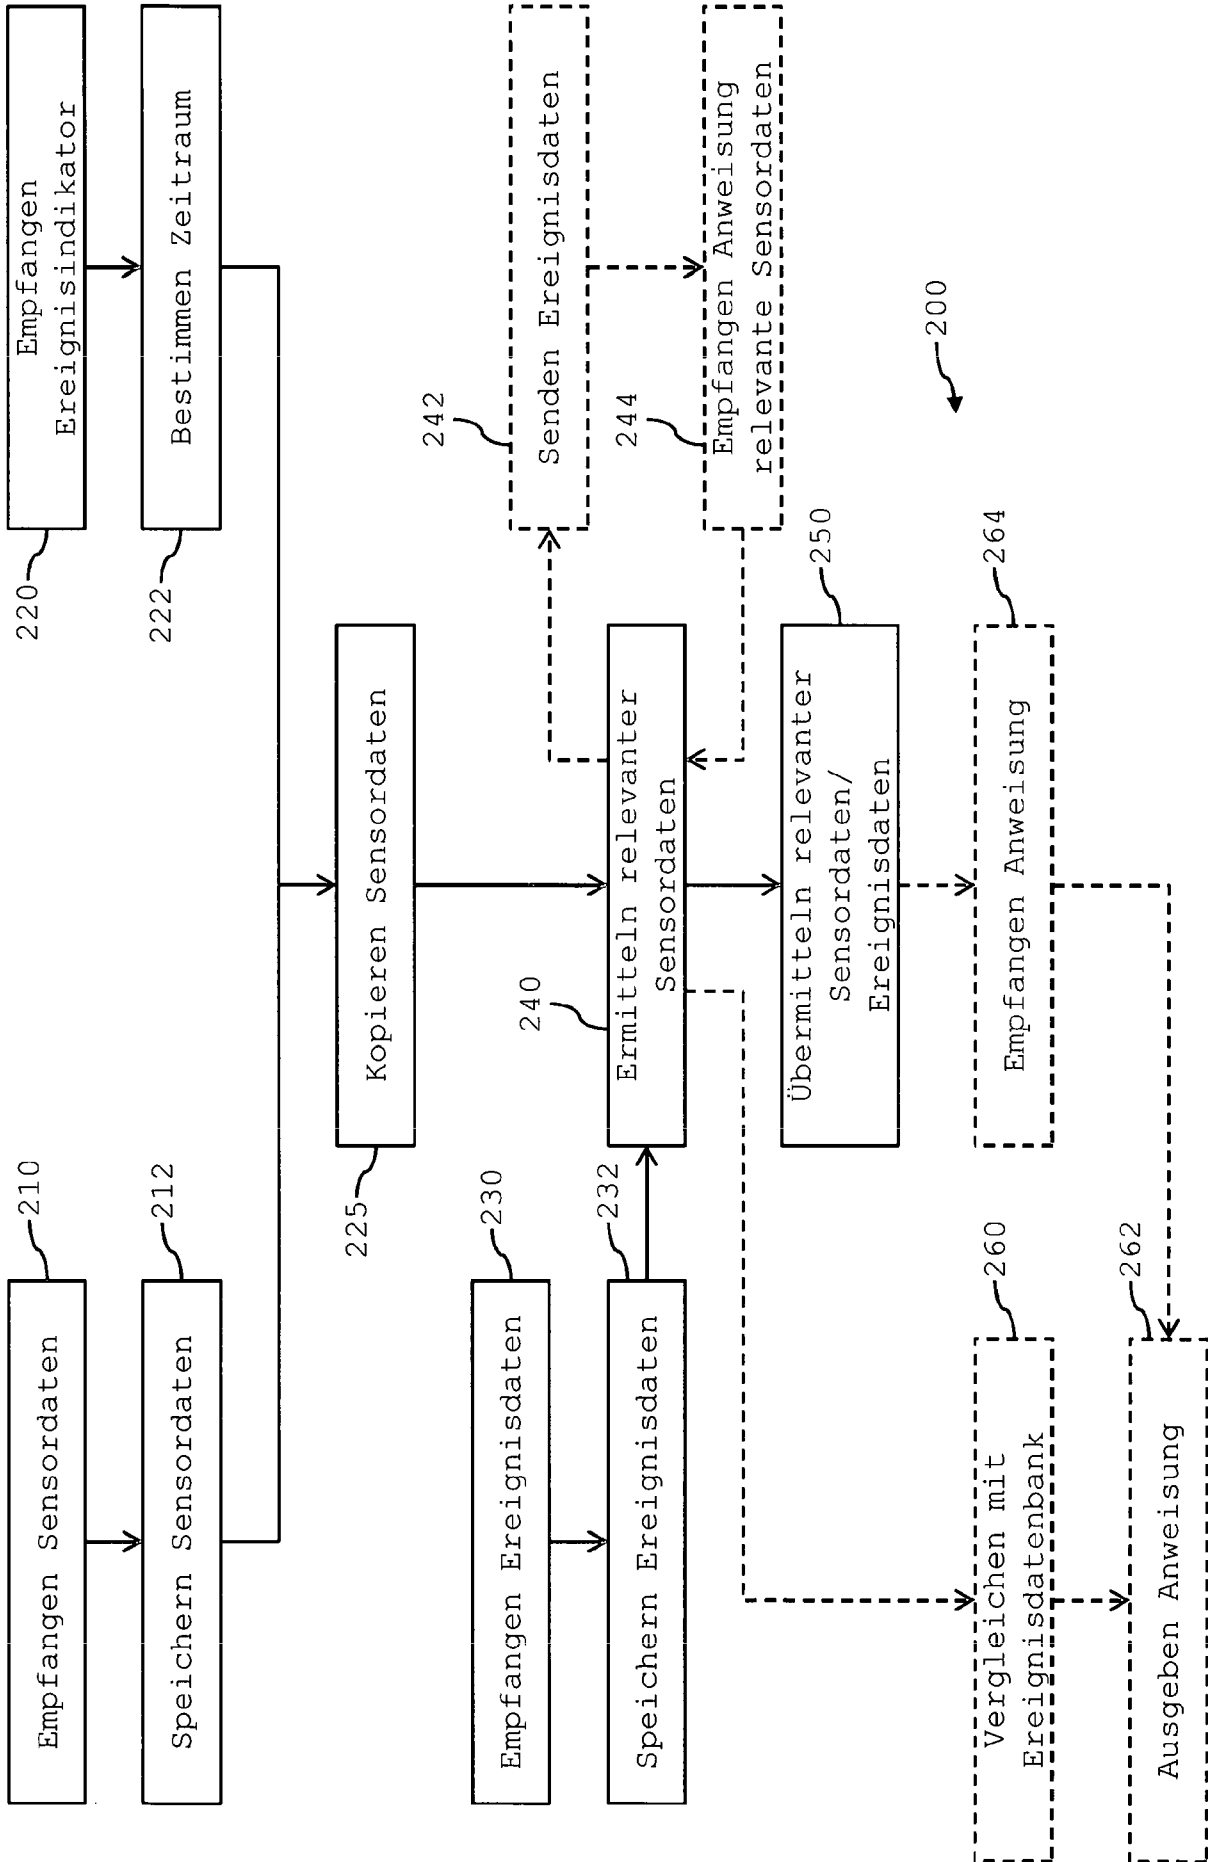 210
Empfangen Sensordaten
212
Speichern Sensordaten
220
Empfangen
Ereignisindikator
222
Bestimmen Zeitraum
225
Kopieren Sensordaten
230
Empfangen Ereignisdaten
232
Speichern Ereignisdaten
240
Ermitteln relevanter
Sensordaten
242
Senden Ereignisdaten
244
Empfangen Anweisung
relevante Sensordaten
250
Übermitteln relevanter
Sensordaten/
Ereignisdaten
260
Vergleichen mit
Ereignisdatenbank
262
Ausgeben Anweisung
264
Empfangen Anweisung
200